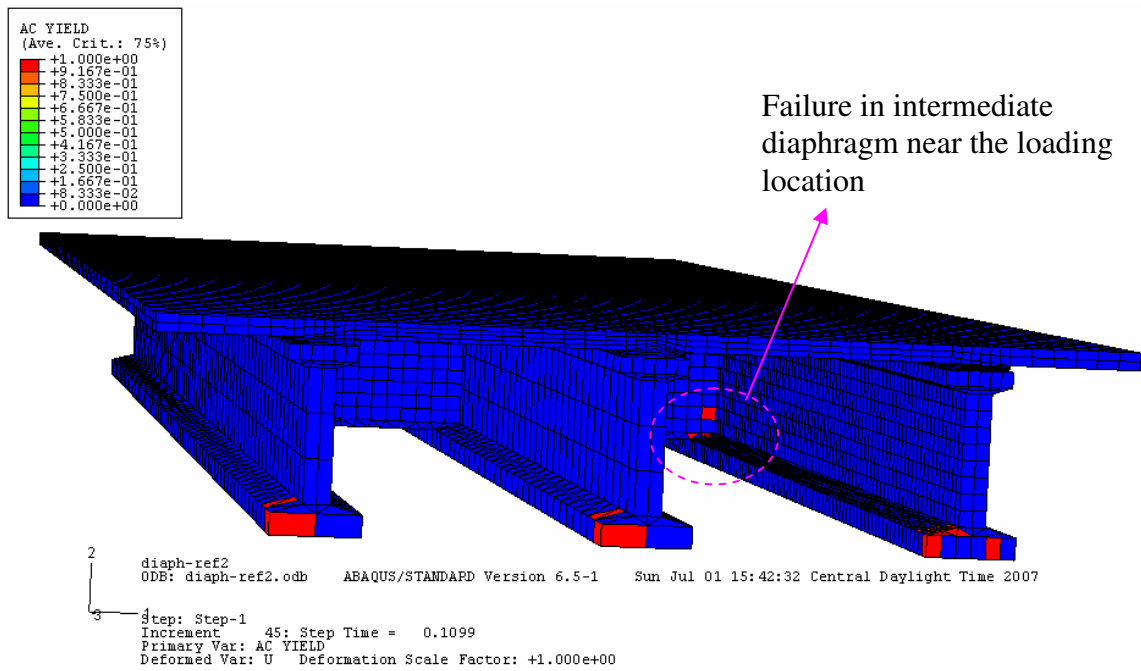 AC YIELD
(Ave. Crit.: 75%)
+1.000e+00
+9.167e-01
+8.333e-01
+7.500e-01
+6.667e-01
+5.833e-01
+5.000e-01
+4.167e-01
+3.333e-01
+2.500e-01
+1.667e-01
+8.333e-02
+0.000e+00
Failure in intermediate
diaphragm near the loading
location
2
3
1
diaph-ref2
ODB: diaph-ref2.odb ABAQUS/STANDARD Version 6.5-1 Sun Jul 01 15:42:32 Central Daylight Time 2007
Step: Step-1
Increment 45: Step Time = 0.1099
Primary Var: AC YIELD
Deformed Var: U Deformation Scale Factor: +1.000e+00